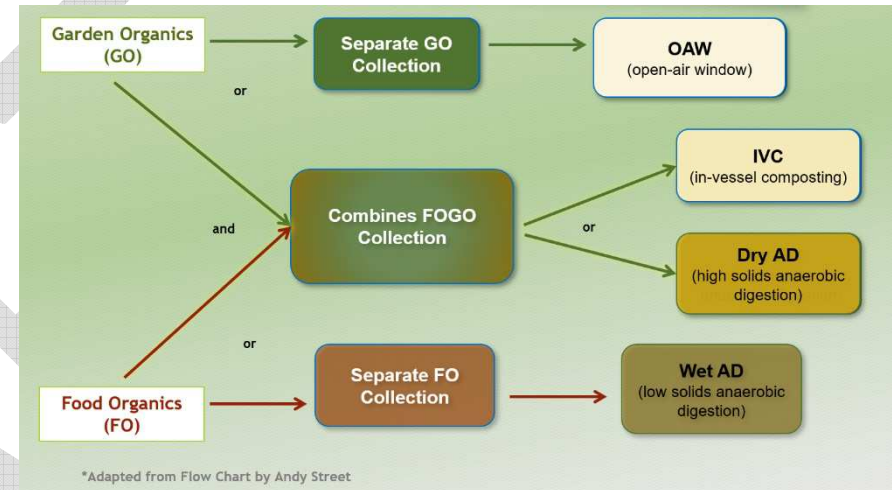 Garden Organics
(GO)
Separate GO
Collection
OAW
(open-air window)
or
IVC
(in-vessel composting)
and
Combines FOGO
Collection
or
Dry AD
(high solids anaerobic
digestion)
or
Food Organics
(FO)
Separate FO
Collection
Wet AD
(low solids anaerobic
digestion)
*Adapted from Flow Chart by Andy Street